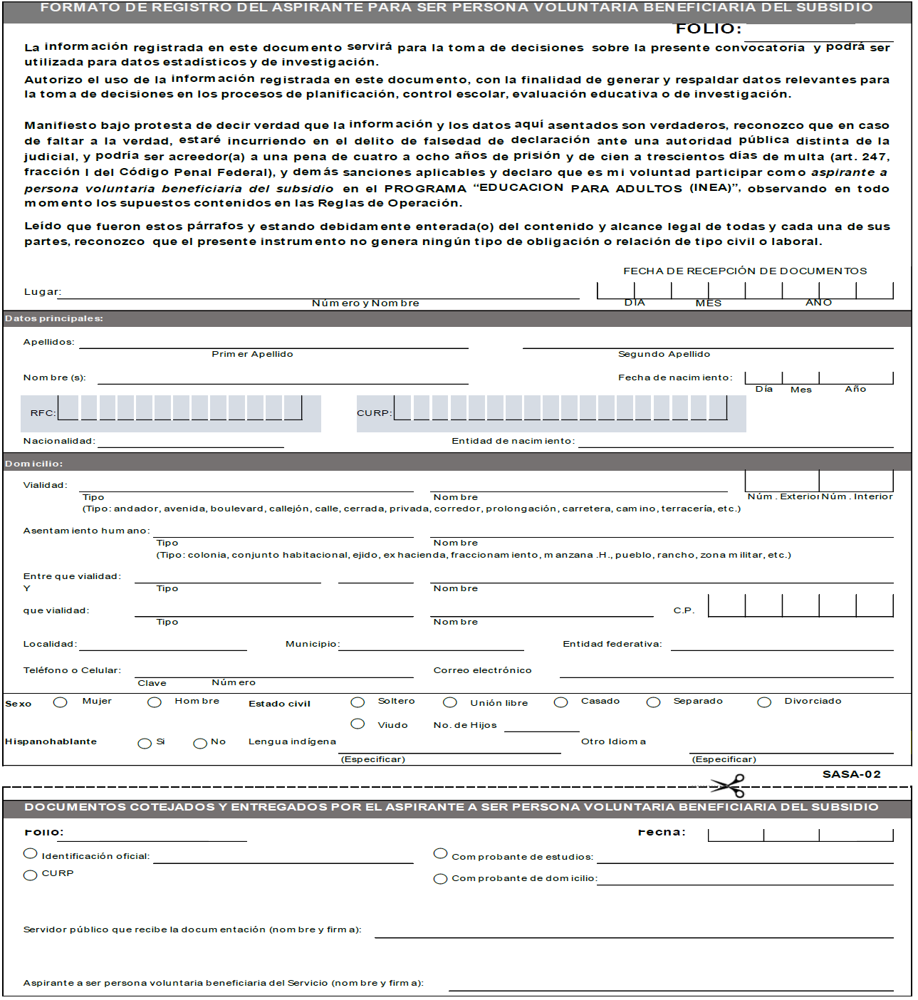 FORMATO DE REGISTRO DEL ASPIRANTE PARA SER PERSONA VOLUNTARIA BENEFICIARIA DEL SUBSIDIO
FOLIO:
La información registrada en este documento servirá para la toma de decisiones sobre la presente convocatoria y podrá ser
utilizada para datos estadísticos y de investigación.
Autorizo el uso de la información registrada en este documento, con la finalidad de generar y respaldar datos relevantes para
la toma de decisiones en los procesos de planificación, control escolar, evaluación educativa o de investigación.
Manifiesto bajo protesta de decir verdad que la información y los datos aquí asentados son verdaderos, reconozco que en caso
de faltar a la verdad, estaré incurriendo en el delito de falsedad de declaración ante una autoridad pública distinta de la
judicial, y podría ser acreedor(a) a una pena de cuatro a ocho años de prisión y de cien a trescientos días de multa (art. 247,
fracción I del Código Penal Federal), y demás sanciones aplicables y declaro que es mi voluntad participar como aspirante a
persona voluntaria beneficiaria del subsidio en el PROGRAMA “EDUCACION PARA ADULTOS (INEA)”, observando en todo
momento los supuestos contenidos en las Reglas de Operación.
Leído que fueron estos párrafos y estando debidamente enterada(o) del contenido y alcance legal de todas y cada una de sus
partes, reconozco que el presente instrumento no genera ningún tipo de obligación o relación de tipo civil o laboral.
FECHA DE RECEPCIÓN DE DOCUMENTOS
Lugar:
Número y Nombre DÍA MES AÑO
Datos principales:
Apellidos:
Primer Apellido Segundo Apellido
Nombre (s): Fecha de nacimiento:
Día Mes Año
RFC: CURP:
Nacionalidad: Entidad de nacimiento:
Domicilio:
Vialidad:
Tipo Nombre Núm. Exterior Núm. Interior
(Tipo: andador, avenida, boulevard, callejón, calle, cerrada, privada, corredor, prolongación, carretera, camino, terracería, etc.)
Asentamiento humano:
Tipo Nombre
(Tipo: colonia, conjunto habitacional, ejido, ex hacienda, fraccionamiento, manzana .H., pueblo, rancho, zona militar, etc.)
Entre que vialidad:
Y Tipo Nombre
que vialidad: C.P.
Tipo Nombre
Localidad: Municipio: Entidad federativa:
Teléfono o Celular: Correo electrónico
Clave Número
Sexo Mujer Hombre Estado civil Soltero Unión libre Casado Separado Divorciado
Viudo No. de Hijos
Hispanohablante Si No Lengua indígena Otro Idioma
(Especificar) (Especificar)
SASA-02
DOCUMENTOS COTEJADOS Y ENTREGADOS POR EL ASPIRANTE A SER PERSONA VOLUNTARIA BENEFICIARIA DEL SUBSIDIO
Folio: Fecha:
Identificación oficial: Comprobante de estudios:
CURP
Comprobante de domicilio:
Servidor público que recibe la documentación (nombre y firma):
Aspirante a ser persona voluntaria beneficiaria del Servicio (nombre y firma):